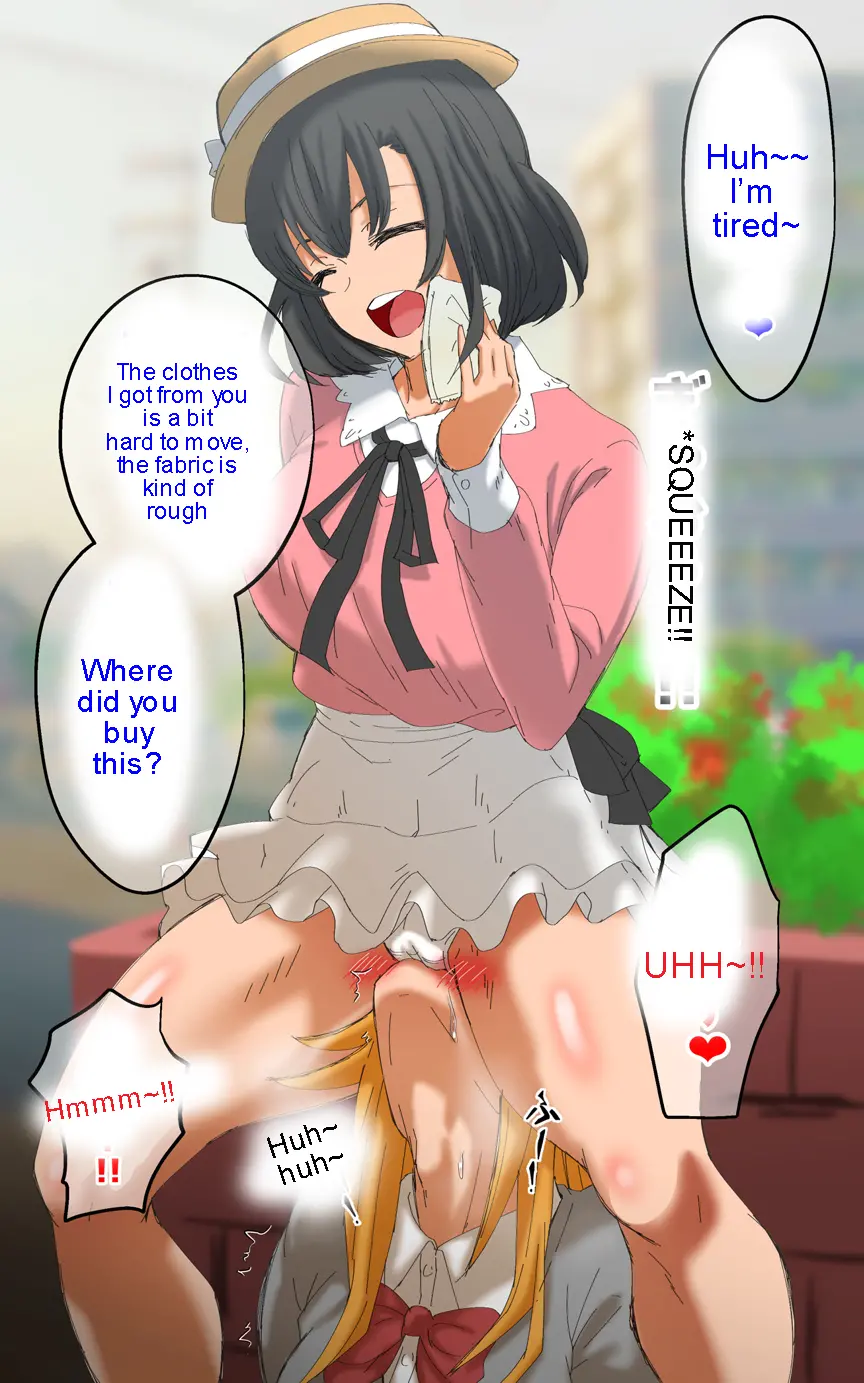 Huh~~
I'm
tired~
The clothes
I got from you
is a bit
hard to move,
the fabric is
kind of
rough
*SQUEEEZE!!
Where
did you
buy
this?
UHH~!!
Hmmm~!!
!!
Huh~
huh~